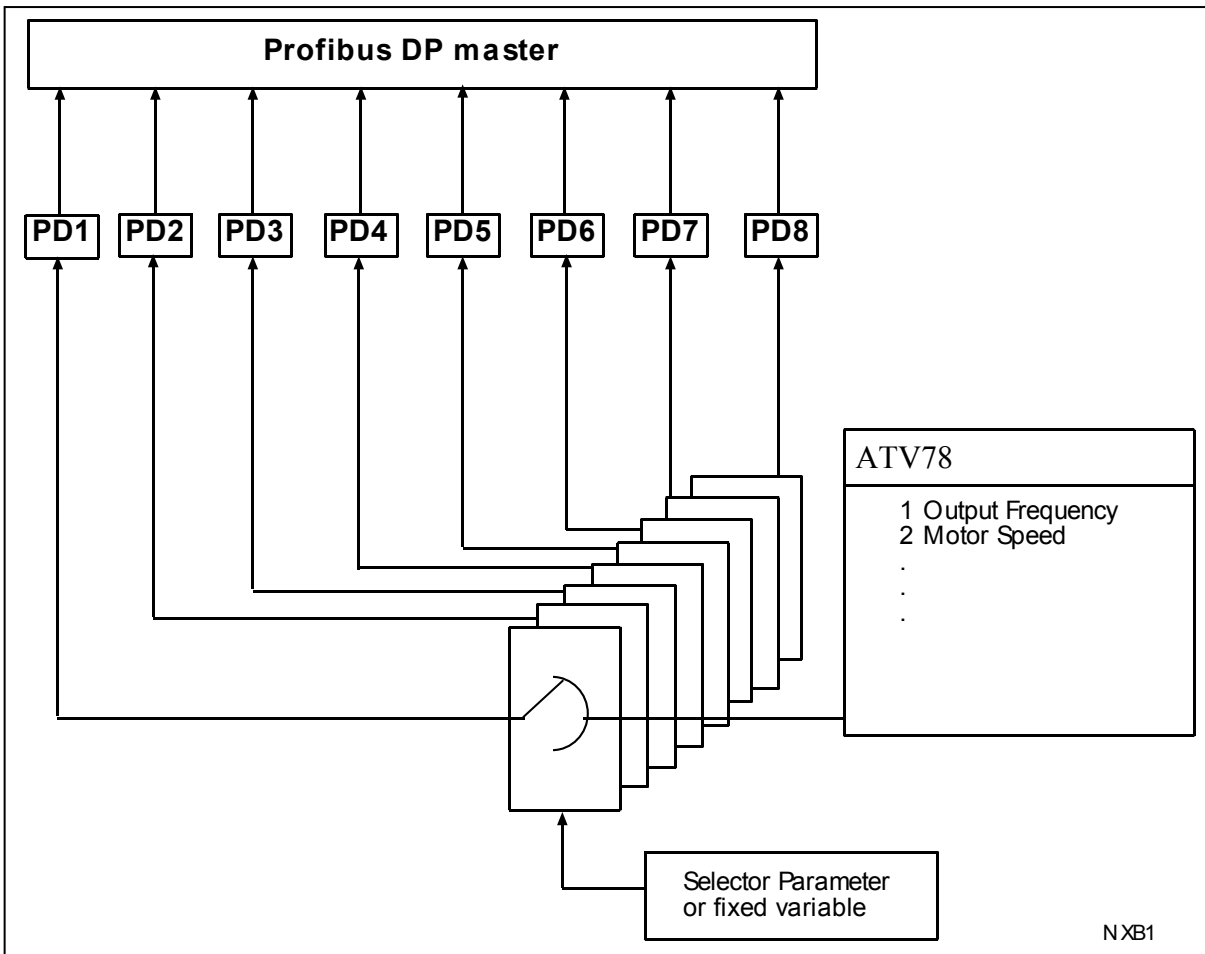 Profibus DP master
PD1 PD2 PD3 PD4 PD5 PD6 PD7 PD8
ATV78
1 Output Frequency
2 Motor Speed
.
.
.
Selector Parameter
or fixed variable
NXB1